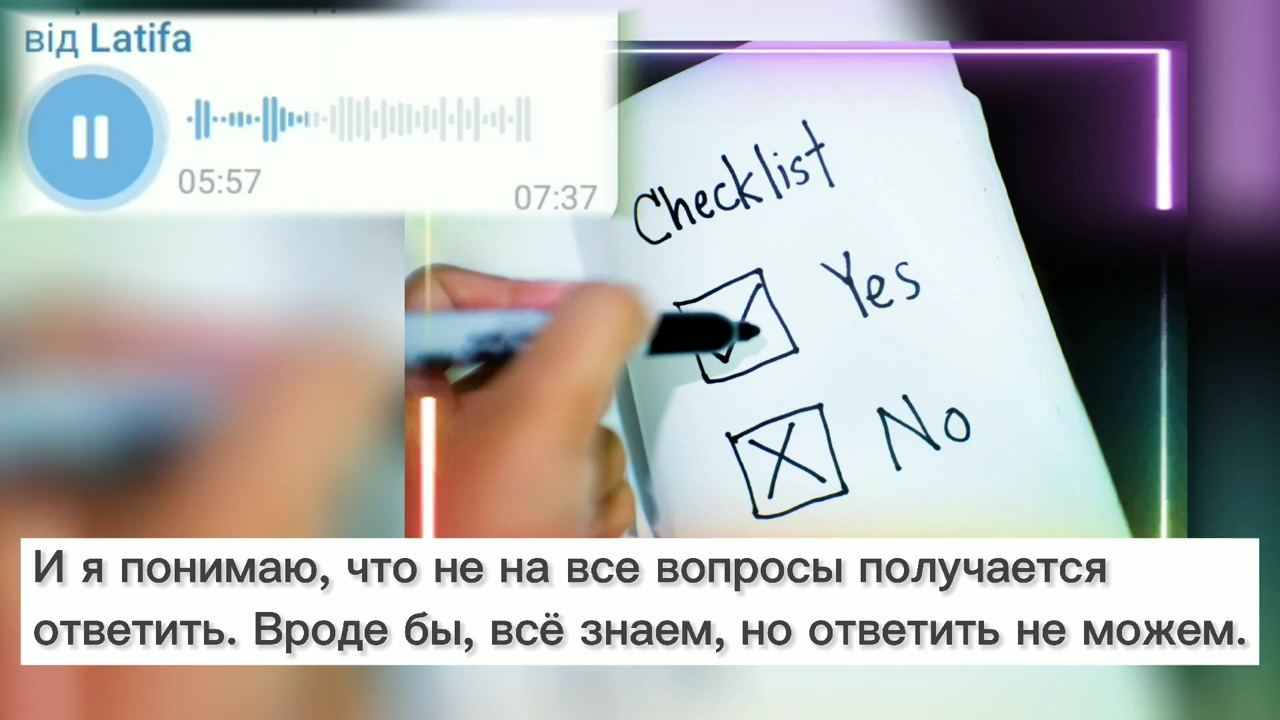 від Latifa
05:57
07:37
Checklist
Yes
No
И я понимаю, что не на все вопросы получается
ответить. Вроде бы, всё знаем, но ответить не можем.